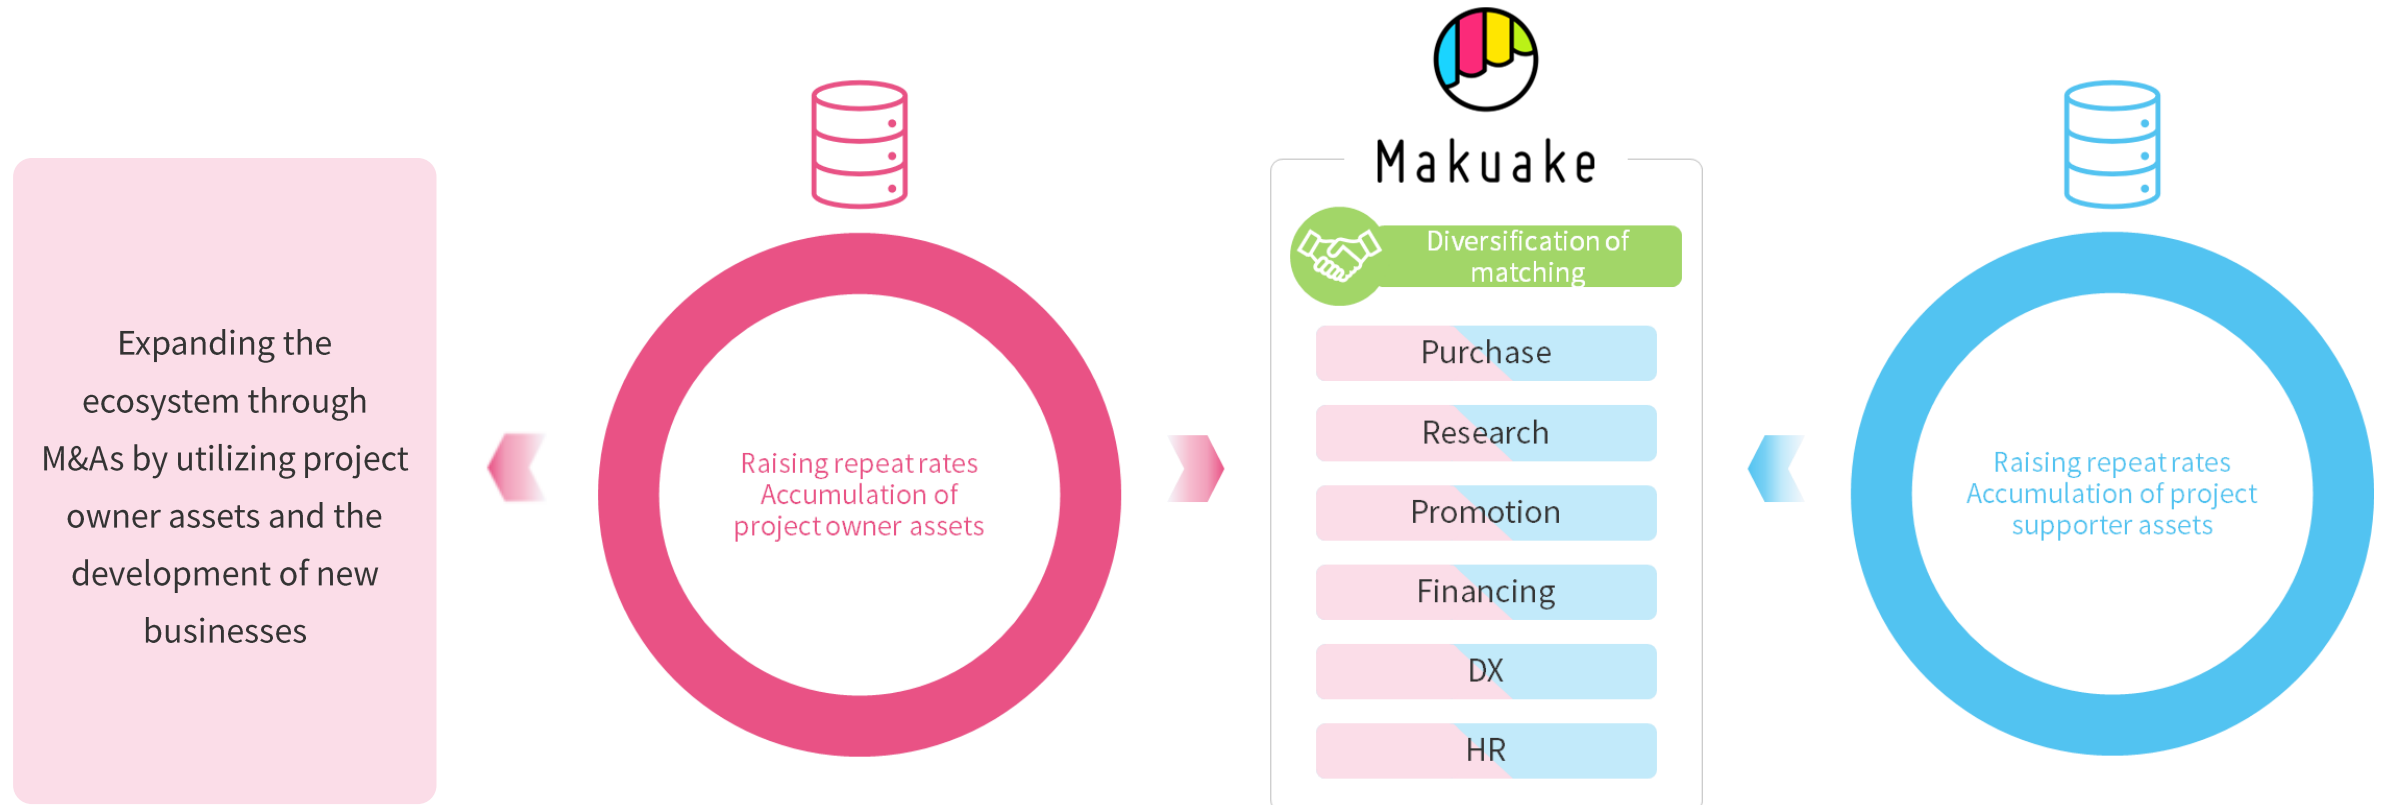 Expanding the
ecosystem through
M&As by utilizing project
owner assets and the
development of new
businesses
Raising repeat rates
Accumulation of
project owner assets
Makuake
Diversification of
matching
Purchase
Research
Promotion
Financing
DX
HR
Raising repeat rates
Accumulation of project
supporter assets